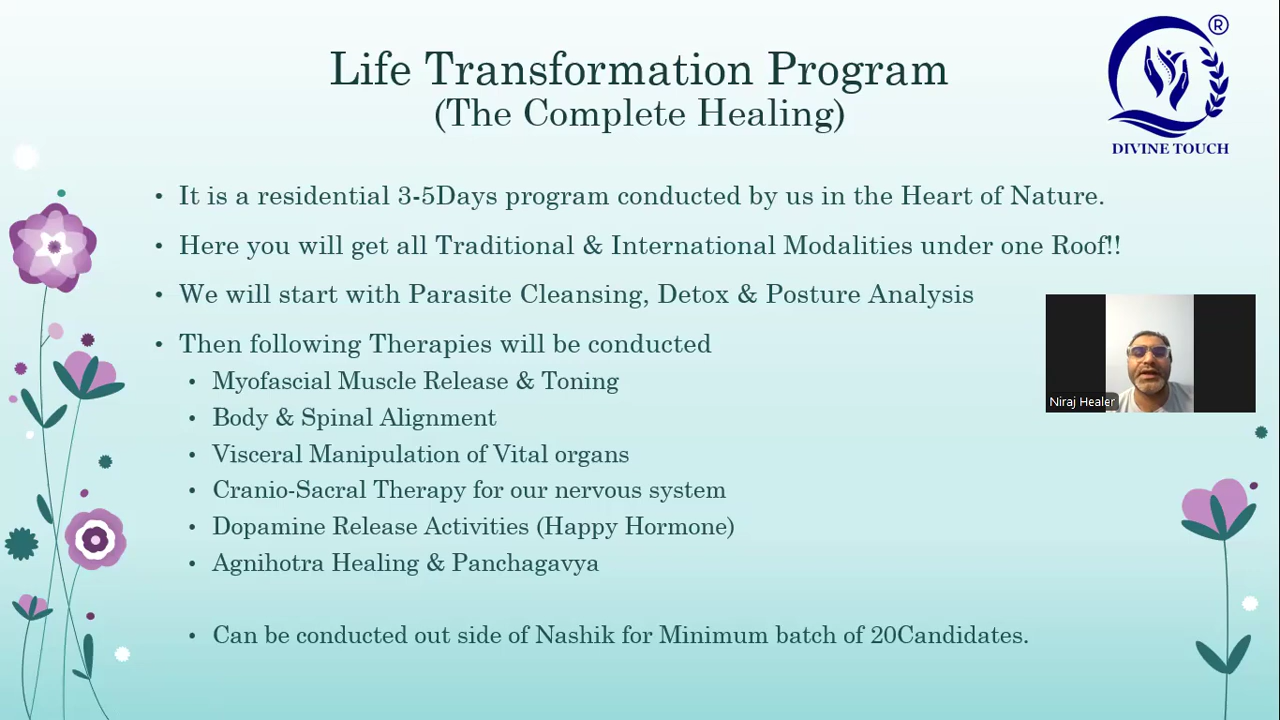 Life Transformation Program
(The Complete Healing)
®
DIVINE TOUCH
• It is a residential 3-5Days program conducted by us in the Heart of Nature.
• Here you will get all Traditional & International Modalities under one Roof!!
• We will start with Parasite Cleansing, Detox & Posture Analysis
• Then following Therapies will be conducted
• Myofascial Muscle Release & Toning
• Body & Spinal Alignment
• Visceral Manipulation of Vital organs
• Cranio-Sacral Therapy for our nervous system
• Dopamine Release Activities (Happy Hormone)
• Agnihotra Healing & Panchagavya
• Can be conducted out side of Nashik for Minimum batch of 20Candidates.
Niraj Healer